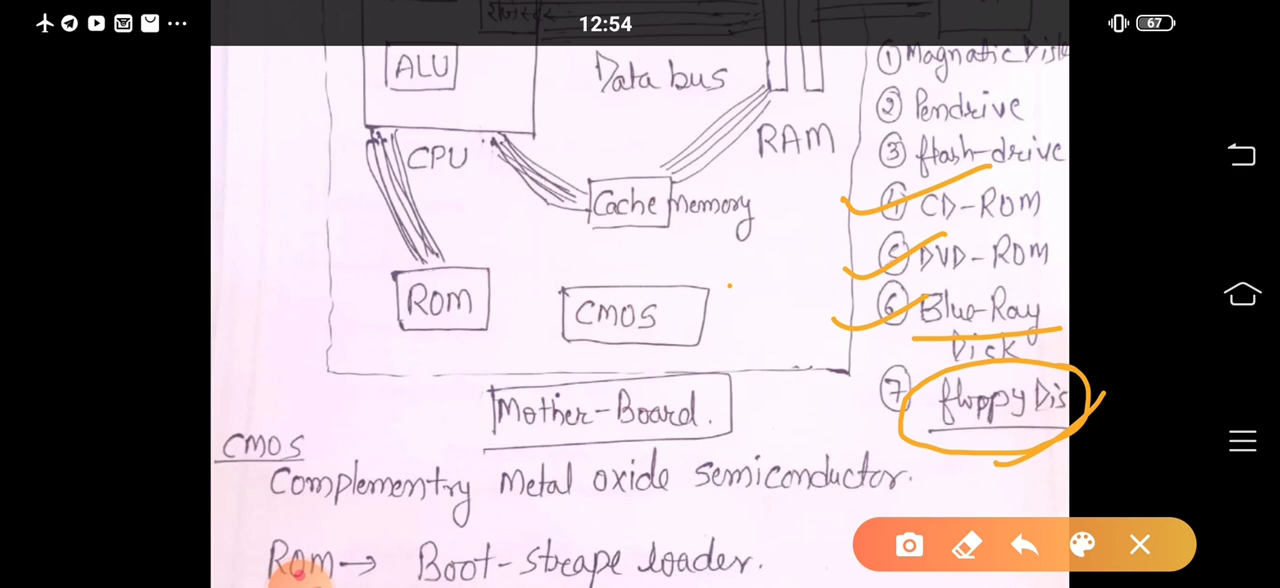 12:54
67
ALU
Data bus
CPU
RAM
Cache Memory
ROM
CMOS
Mother-Board.
① Magnatic Disk
② Pendrive
③ flash-drive
④ CD-ROM
⑤ DVD-ROM
⑥ Blue-Ray
Disk
⑦ floppy Dis
CMOS
Complementry Metal oxide semiconductor.
ROM → Boot-streape loader.